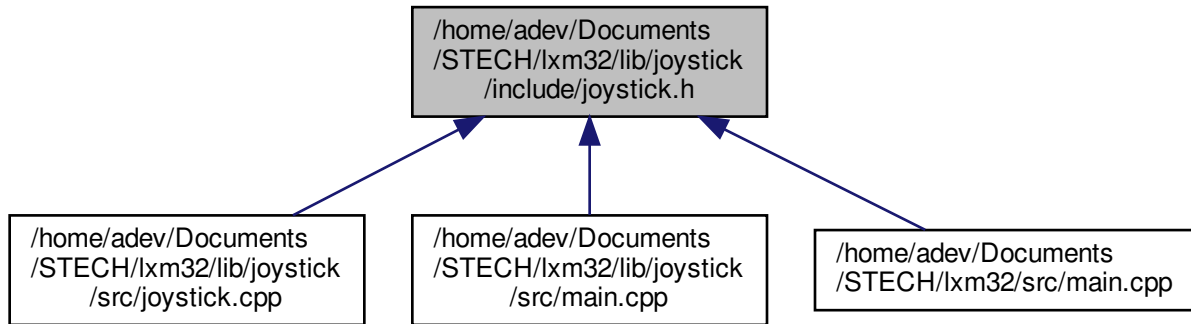 /home/adev/Documents
/STECH/lxm32/lib/joystick
/include/joystick.h
/home/adev/Documents
/STECH/lxm32/lib/joystick
/src/joystick.cpp
/home/adev/Documents
/STECH/lxm32/lib/joystick
/src/main.cpp
/home/adev/Documents
/STECH/lxm32/src/main.cpp